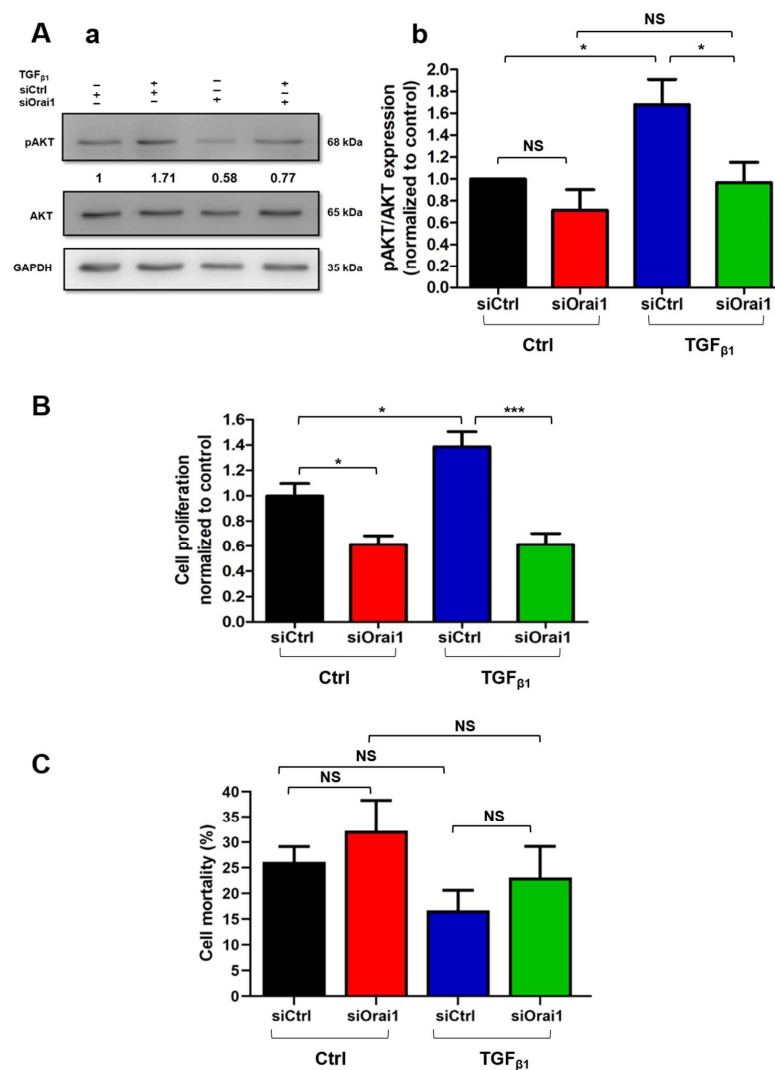 A a b
TGFβ1 – + – +
siCtrl + + – –
siOrai1 – – + +
pAKT 68 kDa
1 1.71 0.58 0.77
AKT 65 kDa
GAPDH 35 kDa
NS
* *
NS
pAKT/AKT expression
(normalized to control)
2.0
1.8
1.6
1.4
1.2
1.0
0.8
0.6
0.4
0.2
0.0
siCtrl siOrai1 siCtrl siOrai1
Ctrl TGFβ1
B
* ***
*
Cell proliferation
normalized to control
1.6
1.4
1.2
1.0
0.8
0.6
0.4
0.2
0.0
siCtrl siOrai1 siCtrl siOrai1
Ctrl TGFβ1
C
NS
NS
NS NS
Cell mortality (%)
40
35
30
25
20
15
10
5
0
siCtrl siOrai1 siCtrl siOrai1
Ctrl TGFβ1